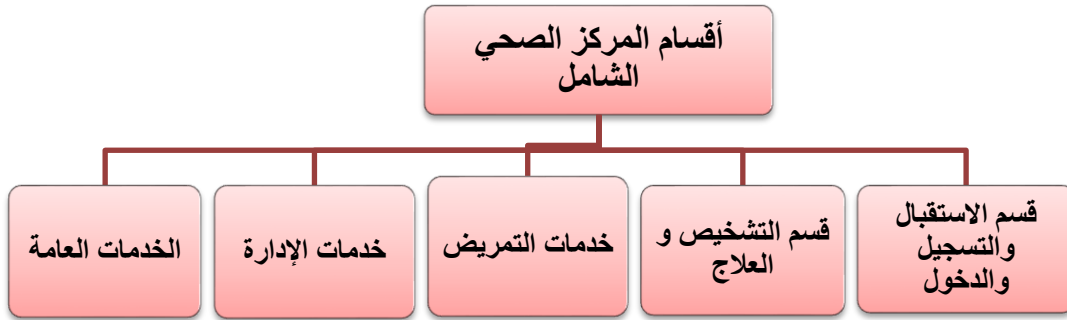 أقسام المركز الصحي
الشامل
قسم الاستقبال
والتسجيل
والدخول
قسم التشخيص و
العلاج
خدمات التمريض
خدمات الإدارة
الخدمات العامة